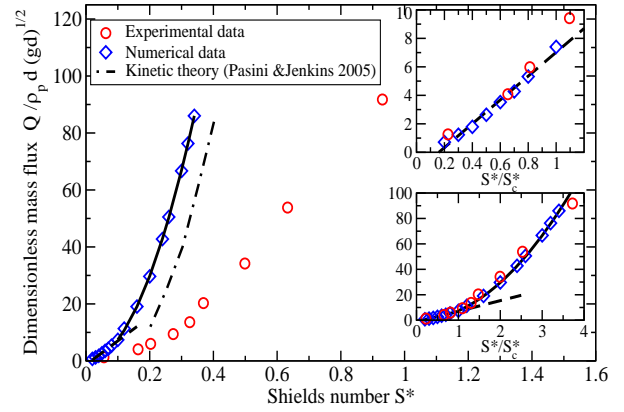 Dimensionless mass flux Q /ρp d (gd)^1/2
120
100
80
60
40
20
0
0 0.2 0.4 0.6 0.8 1 1.2 1.4 1.6
Shields number S*
Experimental data
Numerical data
Kinetic theory (Pasini &Jenkins 2005)
10
8
6
4
2
0
0 0.2 0.4 0.6 0.8 1
S*/S*c
100
80
60
40
20
0
0 1 2 3 4
S*/S*c